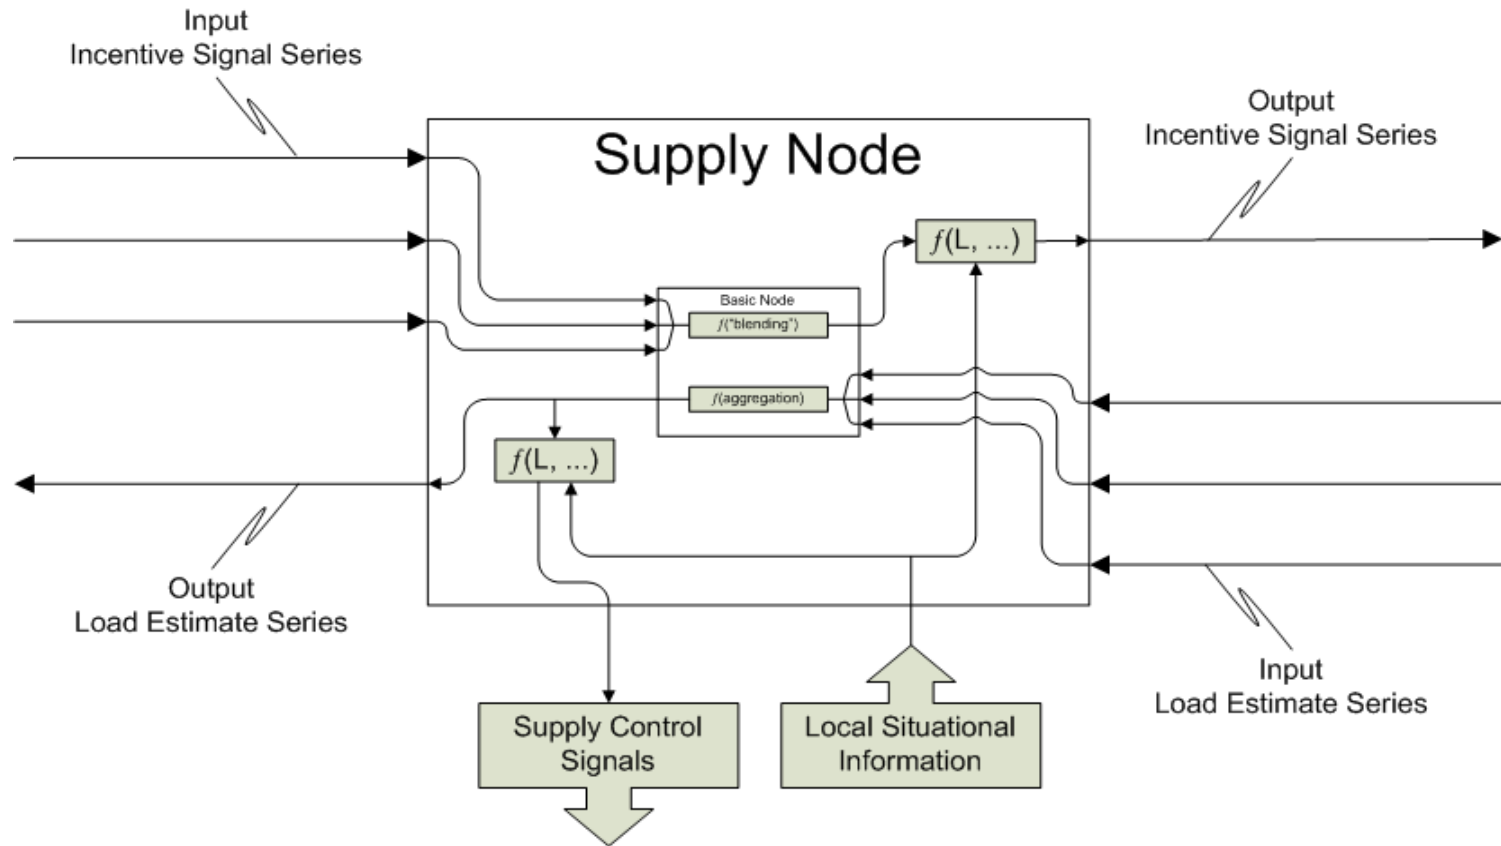 Input
Incentive Signal Series
Output
Incentive Signal Series
Supply Node
f(L, ...)
Basic Node
f("blending")
f(aggregation)
f(L, ...)
Output
Load Estimate Series
Input
Load Estimate Series
Supply Control
Signals
Local Situational
Information